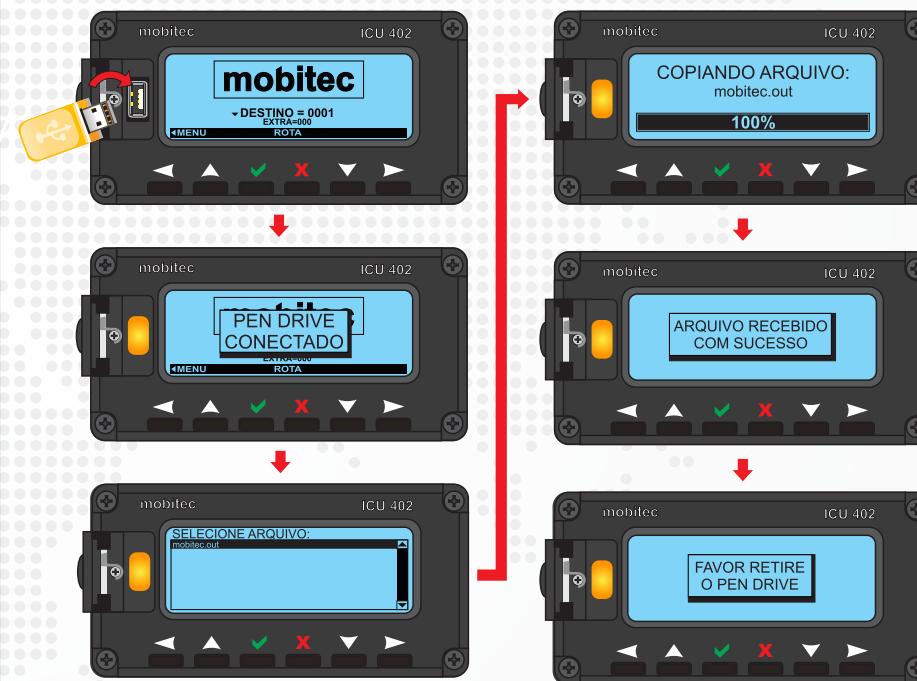 mobitec ICU 402
mobitec
DESTINO = 0001
EXTRA=000
MENU ROTA
X
mobitec ICU 402
PEN DRIVE
CONECTADO
EXTRA=000
MENU ROTA
X
mobitec ICU 402
SELECIONE ARQUIVO:
mobitec.out
X
mobitec ICU 402
COPIANDO ARQUIVO:
mobitec.out
100%
X
mobitec ICU 402
ARQUIVO RECEBIDO
COM SUCESSO
X
mobitec ICU 402
FAVOR RETIRE
O PEN DRIVE
X